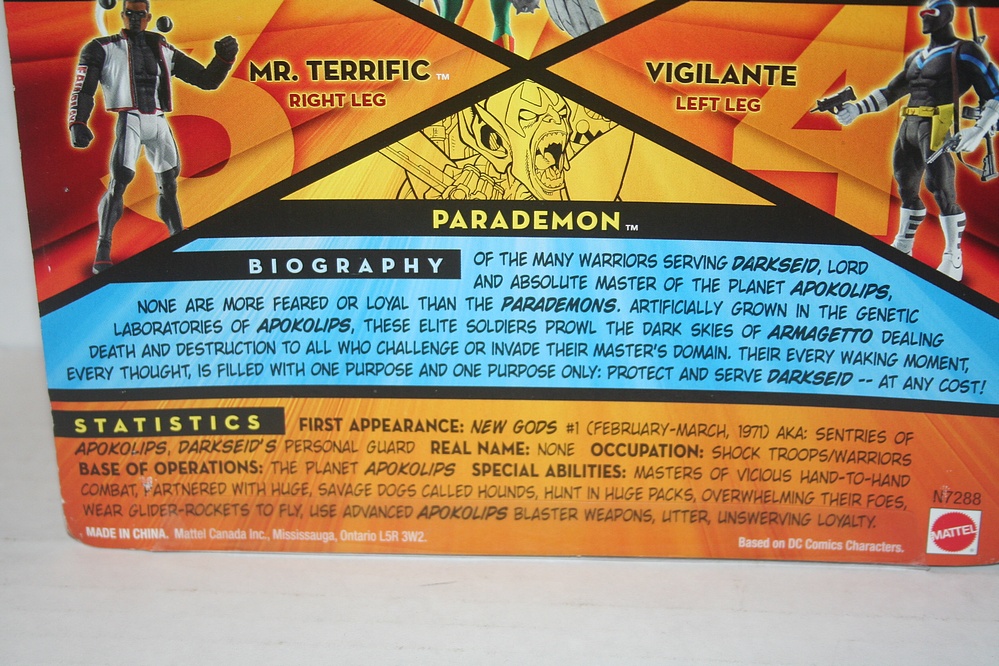 MR. TERRIFIC™
RIGHT LEG
VIGILANTE
LEFT LEG
PARADEMON™
BIOGRAPHY
OF THE MANY WARRIORS SERVING DARKSEID, LORD
AND ABSOLUTE MASTER OF THE PLANET APOKOLIPS,
NONE ARE MORE FEARED OR LOYAL THAN THE PARADEMONS. ARTIFICIALLY GROWN IN THE GENETIC
LABORATORIES OF APOKOLIPS, THESE ELITE SOLDIERS PROWL THE DARK SKIES OF ARMAGETTO DEALING
DEATH AND DESTRUCTION TO ALL WHO CHALLENGE OR INVADE THEIR MASTER'S DOMAIN. THEIR EVERY WAKING MOMENT,
EVERY THOUGHT, IS FILLED WITH ONE PURPOSE AND ONE PURPOSE ONLY: PROTECT AND SERVE DARKSEID -- AT ANY COST!
STATISTICS FIRST APPEARANCE: NEW GODS #1 (FEBRUARY-MARCH, 1971) AKA: SENTRIES OF
APOKOLIPS, DARKSEID'S PERSONAL GUARD REAL NAME: NONE OCCUPATION: SHOCK TROOPS/WARRIORS
BASE OF OPERATIONS: THE PLANET APOKOLIPS SPECIAL ABILITIES: MASTERS OF VICIOUS HAND-TO-HAND
COMBAT, PARTNERED WITH HUGE, SAVAGE DOGS CALLED HOUNDS, HUNT IN HUGE PACKS, OVERWHELMING THEIR FOES,
WEAR GLIDER-ROCKETS TO FLY, USE ADVANCED APOKOLIPS BLASTER WEAPONS, UTTER, UNSWERVING LOYALTY.
N7288
MATTEL
MADE IN CHINA. Mattel Canada Inc., Mississauga, Ontario L5R 3W2.
Based on DC Comics Characters.